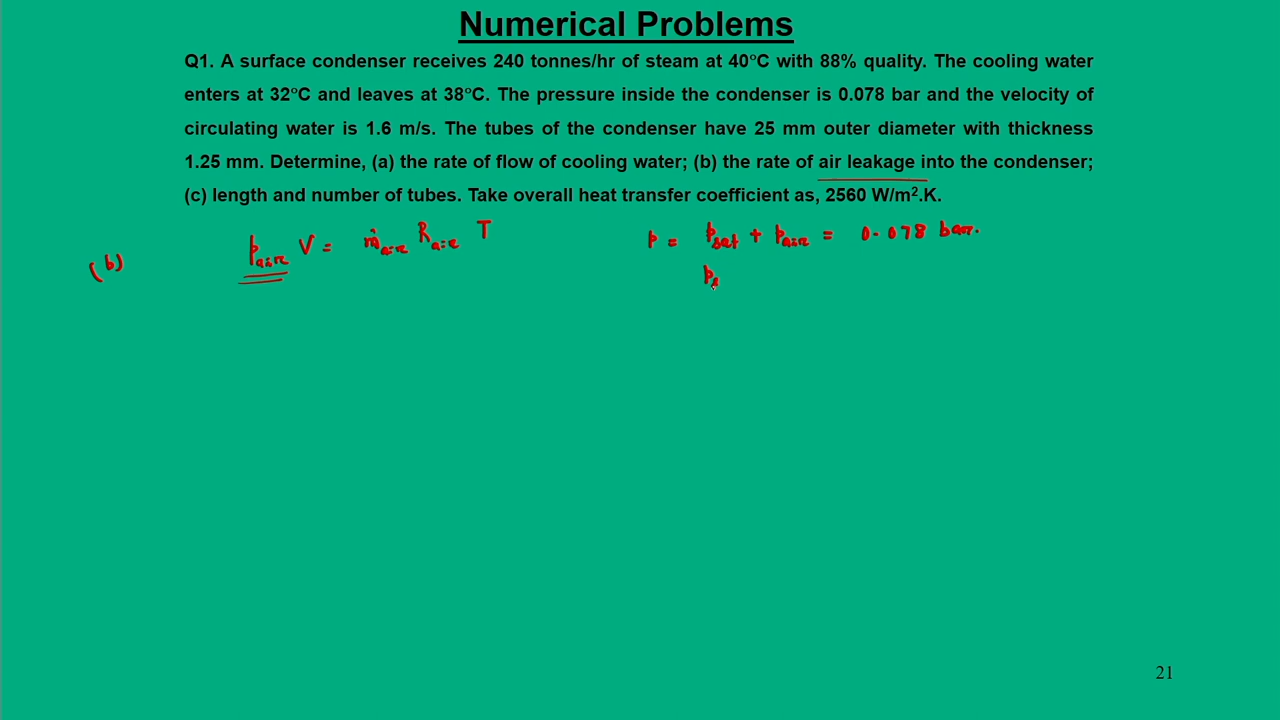 Numerical Problems
Q1. A surface condenser receives 240 tonnes/hr of steam at 40°C with 88% quality. The cooling water
enters at 32°C and leaves at 38°C. The pressure inside the condenser is 0.078 bar and the velocity of
circulating water is 1.6 m/s. The tubes of the condenser have 25 mm outer diameter with thickness
1.25 mm. Determine, (a) the rate of flow of cooling water; (b) the rate of air leakage into the condenser;
(c) length and number of tubes. Take overall heat transfer coefficient as, 2560 W/m².K.
(b) p_air V = ṁ_air R_air T
p = p_sat + p_air = 0.078 bar.
p
21